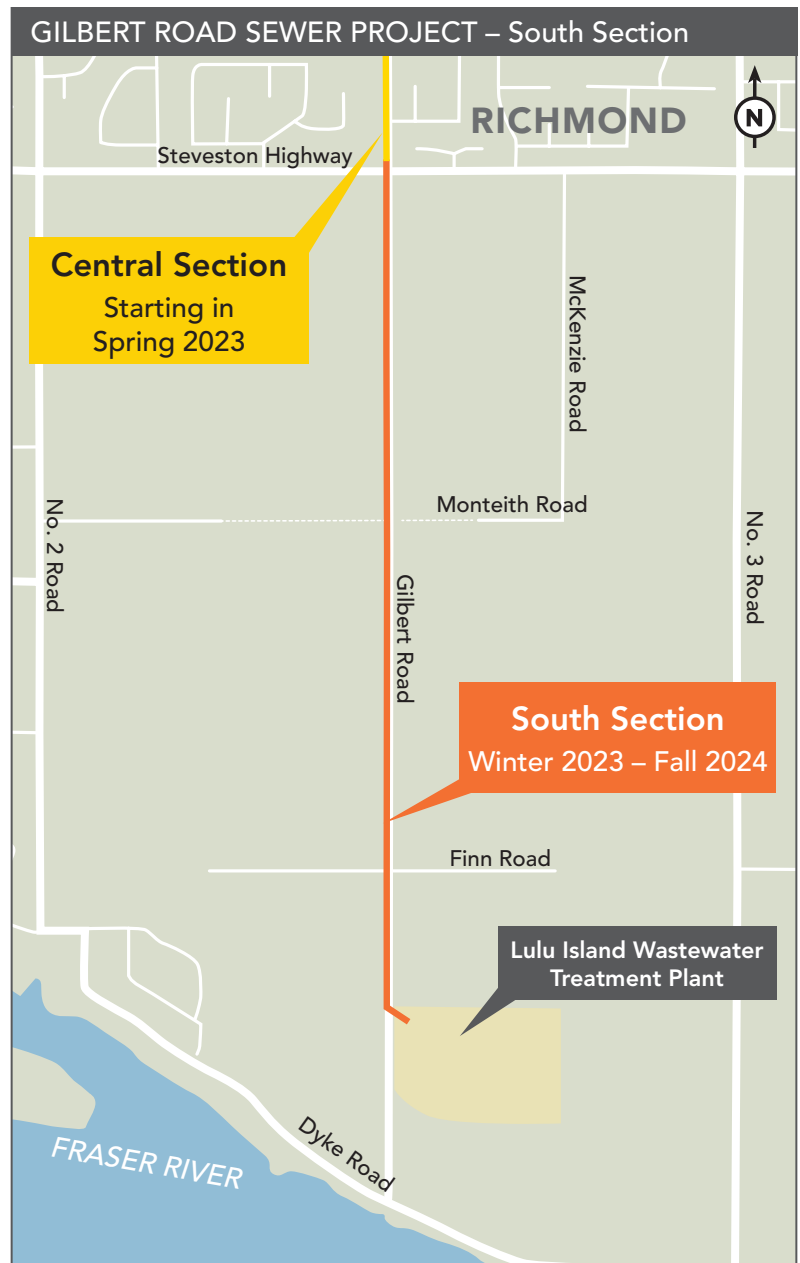 GILBERT ROAD SEWER PROJECT – South Section
RICHMOND
N
Steveston Highway
Central Section
Starting in
Spring 2023
McKenzie Road
Monteith Road
No. 2 Road
No. 3 Road
Gilbert Road
South Section
Winter 2023 – Fall 2024
Finn Road
Lulu Island Wastewater
Treatment Plant
Dyke Road
FRASER RIVER